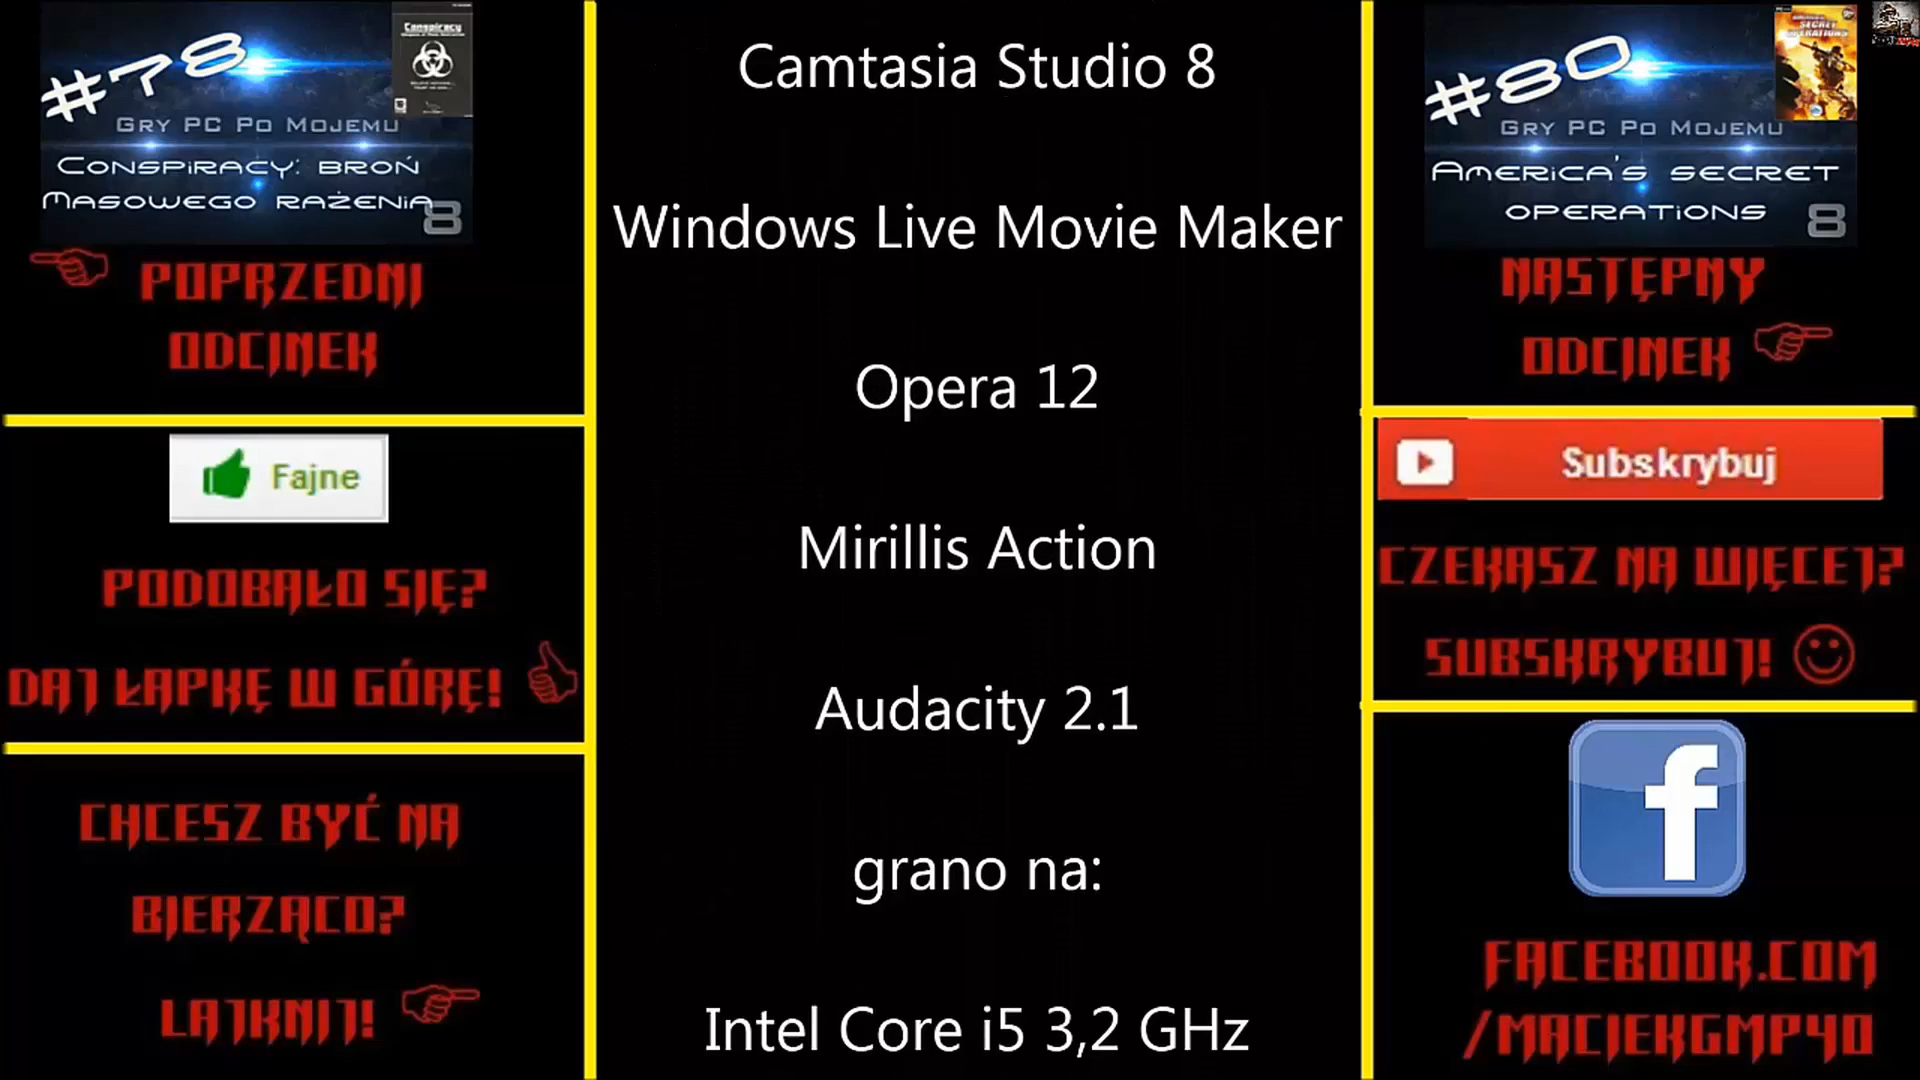 #78
Conspiracy
Gry PC Po Mojemu
Conspiracy: broń
Masowego rażenia
8
POPRZEDNI
ODCINEK
Fajne
PODOBAŁO SIĘ?
DAJ ŁAPKĘ W GÓRĘ!
CHCESZ BYĆ NA
BIERZĄCO?
LAJKNIJ!
Camtasia Studio 8
Windows Live Movie Maker
Opera 12
Mirillis Action
Audacity 2.1
grano na:
Intel Core i5 3,2 GHz
#80
Gry PC Po Mojemu
America's secret
operations
8
NASTĘPNY
ODCINEK
Subskrybuj
CZEKASZ NA WIĘCEJ?
SUBSKRYBUJ!
f
FACEBOOK.COM
/MACIEKGMP40